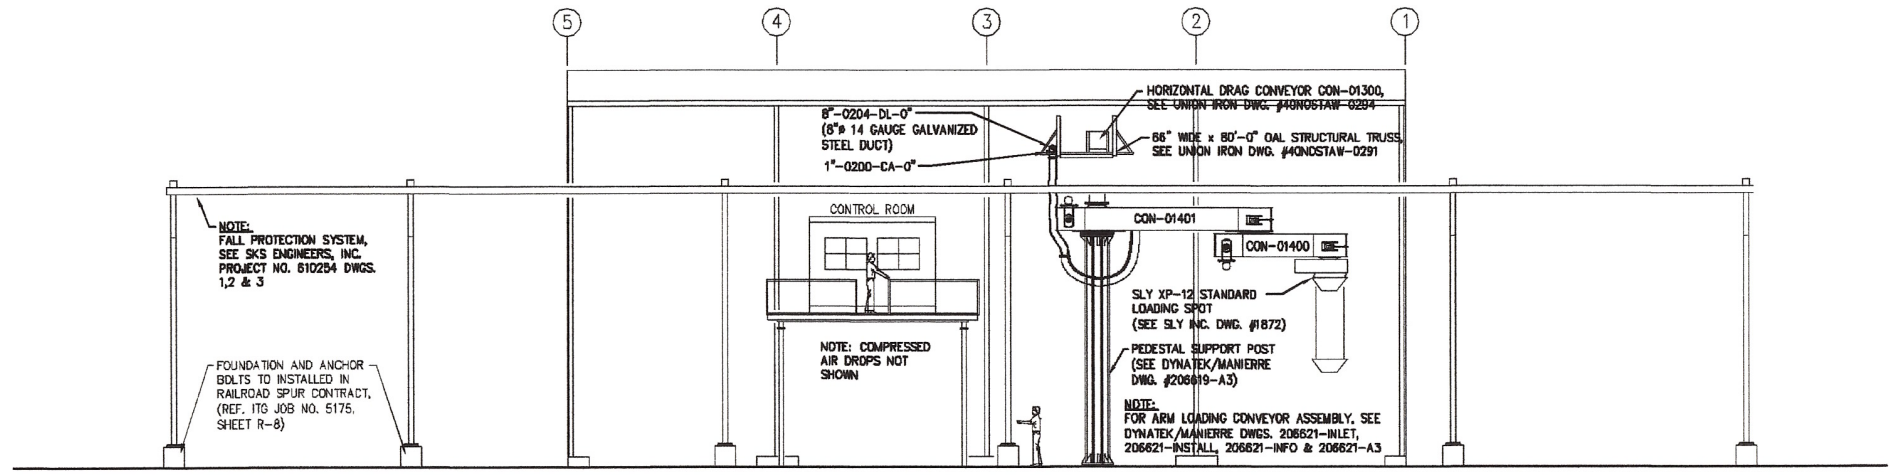 5
4
3
2
1
HORIZONTAL DRAG CONVEYOR CON-01300,
SEE UNION IRON DWG. #40NDSTAW-0294
8"-0204-DL-0"
(8"ø 14 GAUGE GALVANIZED
STEEL DUCT)
1"-0200-CA-0"
66" WIDE x 80'-0" OAL STRUCTURAL TRUSS,
SEE UNION IRON DWG. #40NDSTAW-0291
NOTE:
FALL PROTECTION SYSTEM,
SEE SKS ENGINEERS, INC.
PROJECT NO. 610254 DWGS.
1,2 & 3
CONTROL ROOM
CON-01401
CON-01400
SLY XP-12 STANDARD
LOADING SPOT
(SEE SLY INC. DWG. #1872)
NOTE: COMPRESSED
AIR DROPS NOT
SHOWN
PEDESTAL SUPPORT POST
(SEE DYNATEK/MANIERRE
DWG. #206619-A3)
FOUNDATION AND ANCHOR
BOLTS TO INSTALLED IN
RAILROAD SPUR CONTRACT,
(REF. ITG JOB NO. 5175,
SHEET R-8)
NOTE:
FOR ARM LOADING CONVEYOR ASSEMBLY, SEE
DYNATEK/MANIERRE DWGS. 206621-INLET,
206621-INSTALL, 206621-INFO & 206621-A3